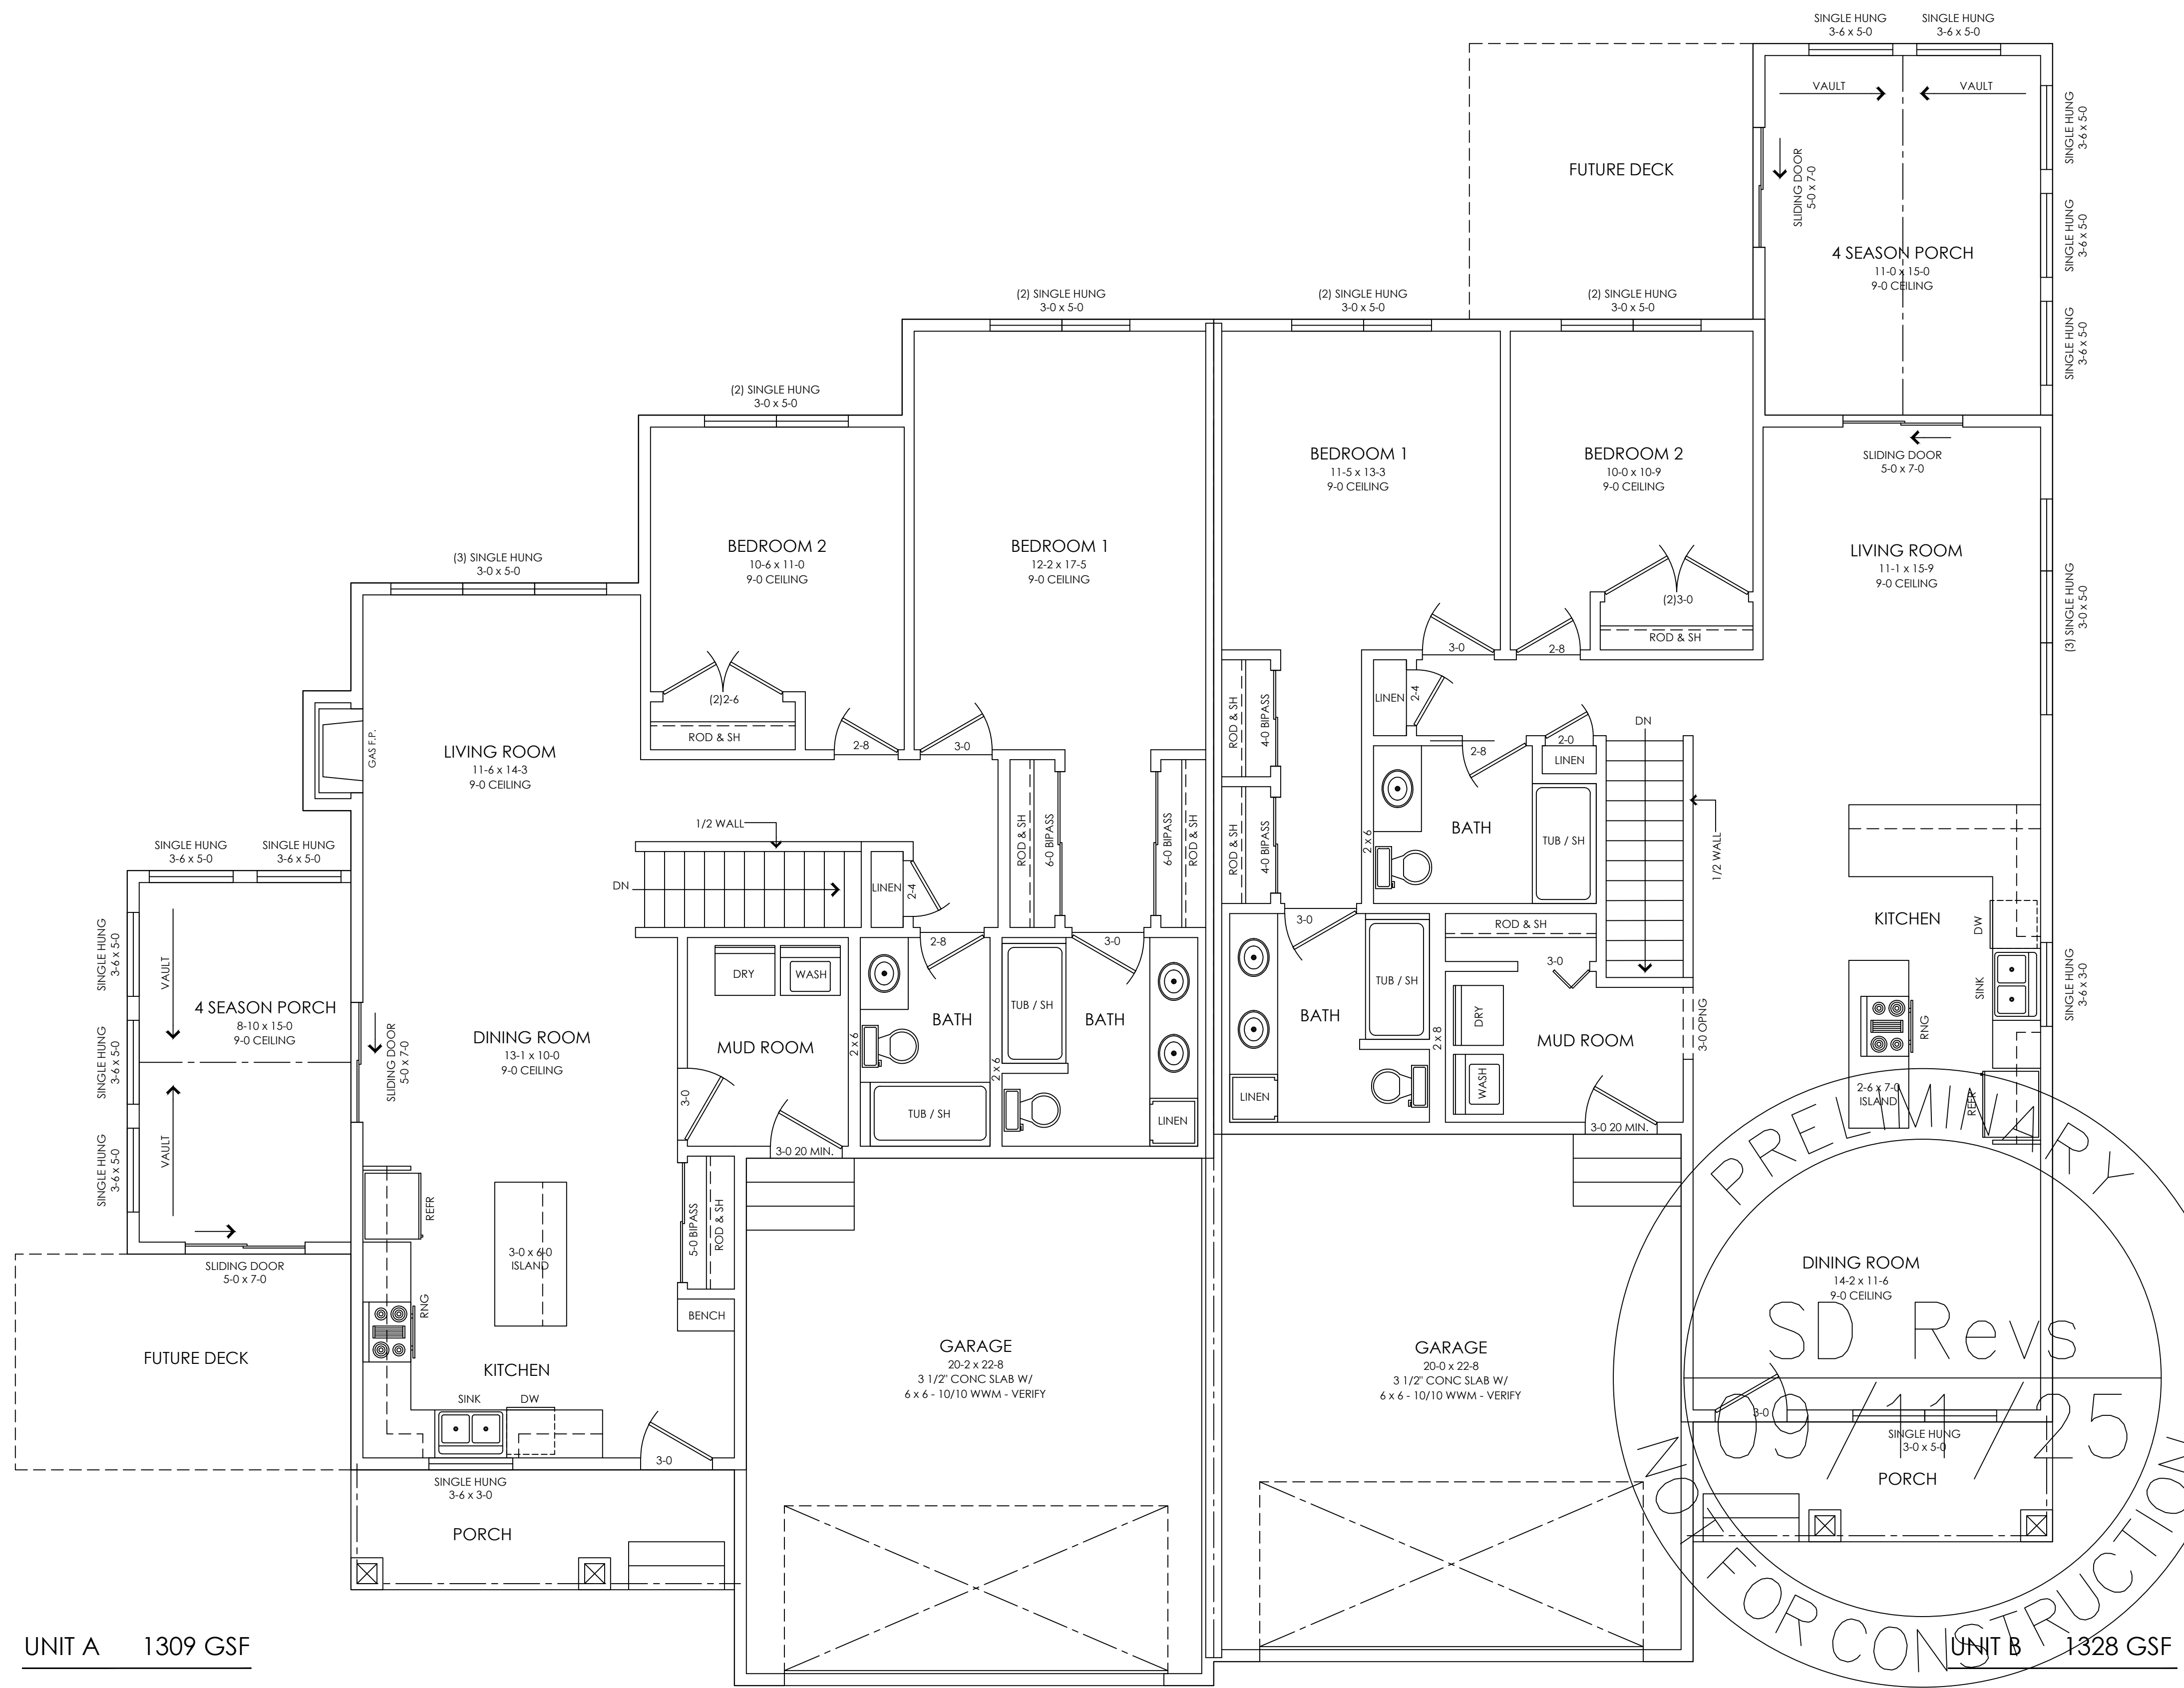 SINGLE HUNG
3-6 x 5-0
SINGLE HUNG
3-6 x 5-0
VAULT
VAULT
SINGLE HUNG
3-6 x 5-0
SLIDING DOOR
5-0 x 7-0
FUTURE DECK
4 SEASON PORCH
11-0 x 15-0
9-0 CEILING
SINGLE HUNG
3-6 x 5-0
SINGLE HUNG
3-6 x 5-0
(2) SINGLE HUNG
3-0 x 5-0
(2) SINGLE HUNG
3-0 x 5-0
(2) SINGLE HUNG
3-0 x 5-0
(2) SINGLE HUNG
3-0 x 5-0
BEDROOM 1
11-5 x 13-3
9-0 CEILING
BEDROOM 2
10-0 x 10-9
9-0 CEILING
SLIDING DOOR
5-0 x 7-0
(3) SINGLE HUNG
3-0 x 5-0
BEDROOM 2
10-6 x 11-0
9-0 CEILING
BEDROOM 1
12-2 x 17-5
9-0 CEILING
LIVING ROOM
11-1 x 15-9
9-0 CEILING
(3) SINGLE HUNG
3-0 x 5-0
(2)3-0
ROD & SH
3-0
2-8
(2)2-6
ROD & SH
2-8
3-0
LINEN
2-4
ROD & SH
4-0 BIPASS
DN
GAS F.P.
LIVING ROOM
11-6 x 14-3
9-0 CEILING
2-8
2-0
LINEN
1/2 WALL
ROD & SH
6-0 BIPASS
6-0 BIPASS
ROD & SH
ROD & SH
4-0 BIPASS
2 x 6
BATH
TUB / SH
1/2 WALL
SINGLE HUNG
3-6 x 5-0
SINGLE HUNG
3-6 x 5-0
DN
LINEN
2-4
2-8
3-0
3-0
ROD & SH
3-0
KITCHEN
DW
SINK
SINGLE HUNG
3-6 x 3-0
SINGLE HUNG
3-6 x 5-0
VAULT
4 SEASON PORCH
8-10 x 15-0
9-0 CEILING
DRY
WASH
TUB / SH
BATH
BATH
BATH
TUB / SH
2 x 8
DRY
MUD ROOM
3-0 OPNG
RNG
SLIDING DOOR
5-0 x 7-0
DINING ROOM
13-1 x 10-0
9-0 CEILING
MUD ROOM
2 x 6
2 x 6
SINGLE HUNG
3-6 x 5-0
3-0
WASH
LINEN
2-6 x 7-0
ISLAND
REFR
TUB / SH
LINEN
3-0 20 MIN.
3-0 20 MIN.
VAULT
SINGLE HUNG
3-6 x 5-0
REFR
5-0 BIPASS
ROD & SH
3-0 x 6-0
ISLAND
SLIDING DOOR
5-0 x 7-0
RNG
BENCH
FUTURE DECK
KITCHEN
SINK
DW
GARAGE
20-2 x 22-8
3 1/2" CONC SLAB W/
6 x 6 - 10/10 WWM - VERIFY
GARAGE
20-0 x 22-8
3 1/2" CONC SLAB W/
6 x 6 - 10/10 WWM - VERIFY
DINING ROOM
14-2 x 11-6
9-0 CEILING
3-0
3-0
SINGLE HUNG
3-0 x 5-0
PORCH
SINGLE HUNG
3-6 x 3-0
PORCH
PRELIMINARY
SD Revs
09/11/25
NOT FOR CONSTRUCTION
UNIT A 1309 GSF
UNIT B 1328 GSF